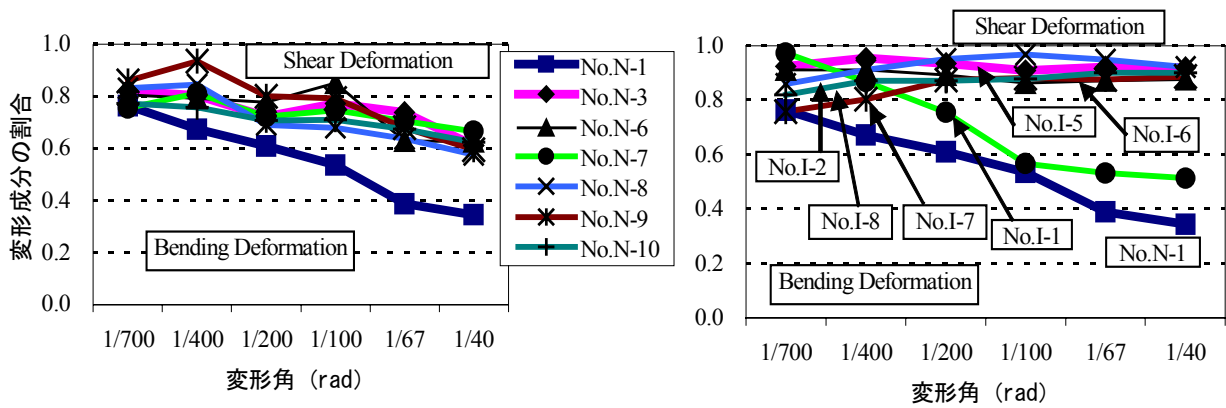 変形成分の割合
1.0
0.8
0.6
0.4
0.2
0.0
Shear Deformation
Bending Deformation
1/700 1/400 1/200 1/100 1/67 1/40
変形角 (rad)
No.N-1
No.N-3
No.N-6
No.N-7
No.N-8
No.N-9
No.N-10
1.0
0.8
0.6
0.4
0.2
0.0
Shear Deformation
No.I-5
No.I-6
No.I-2
No.I-8
No.I-7
No.I-1
No.N-1
Bending Deformation
1/700 1/400 1/200 1/100 1/67 1/40
変形角 (rad)